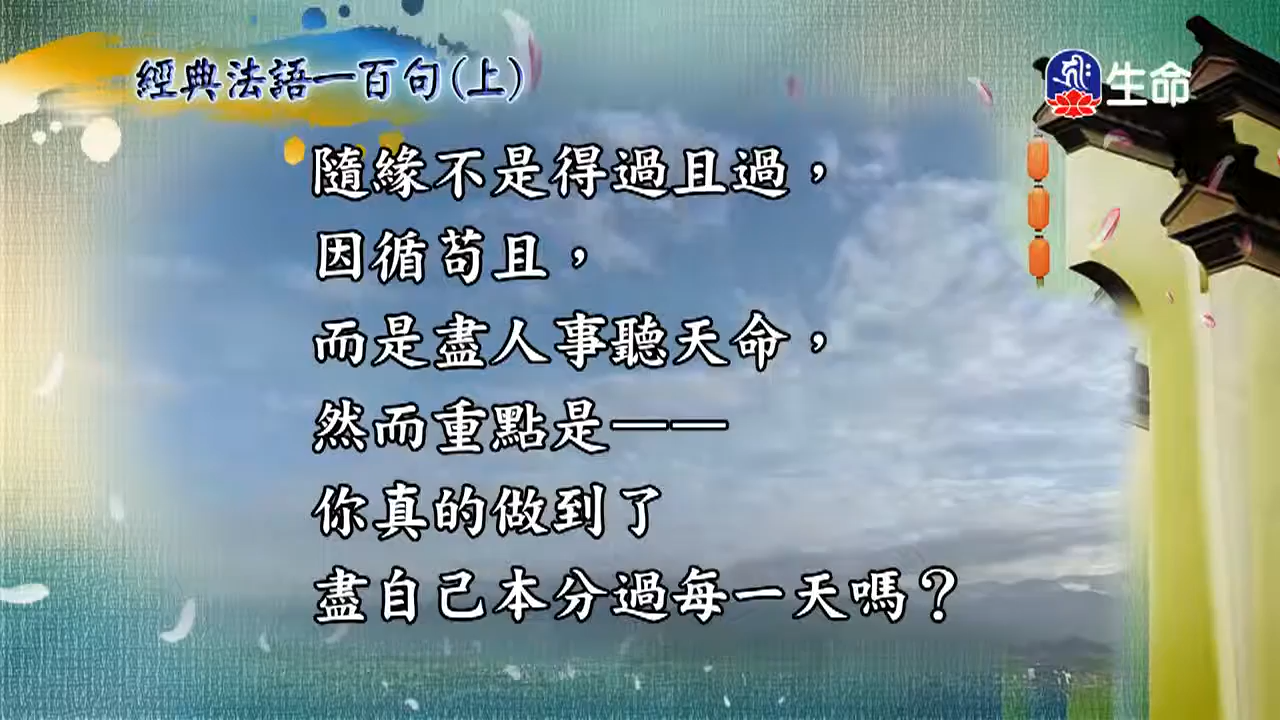 經典法語一百句(上)
生命
隨緣不是得過且過，
因循苟且，
而是盡人事聽天命，
然而重點是——
你真的做到了
盡自己本分過每一天嗎？